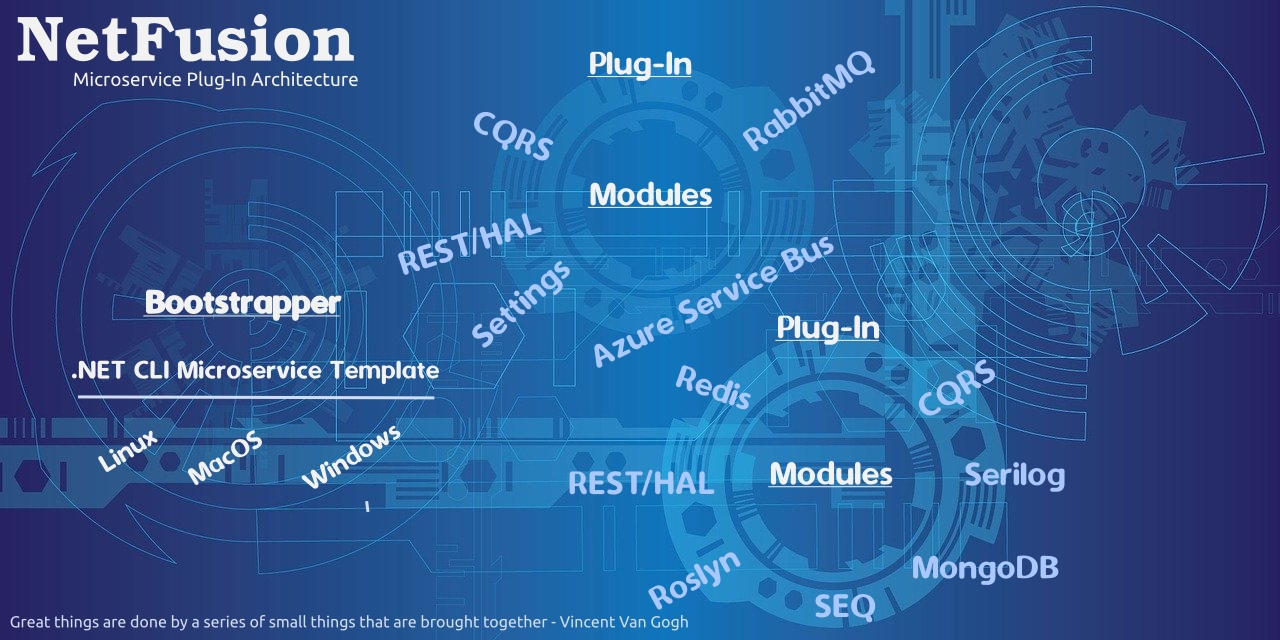 NetFusion
Microservice Plug-In Architecture
Plug-In
CQRS
RabbitMQ
Modules
REST/HAL
Settings
Azure Service Bus
Bootstrapper
.NET CLI Microservice Template
Linux
MacOS
Windows
Plug-In
Redis
CQRS
REST/HAL
Modules
Serilog
Roslyn
SEQ
MongoDB
Great things are done by a series of small things that are brought together - Vincent Van Gogh